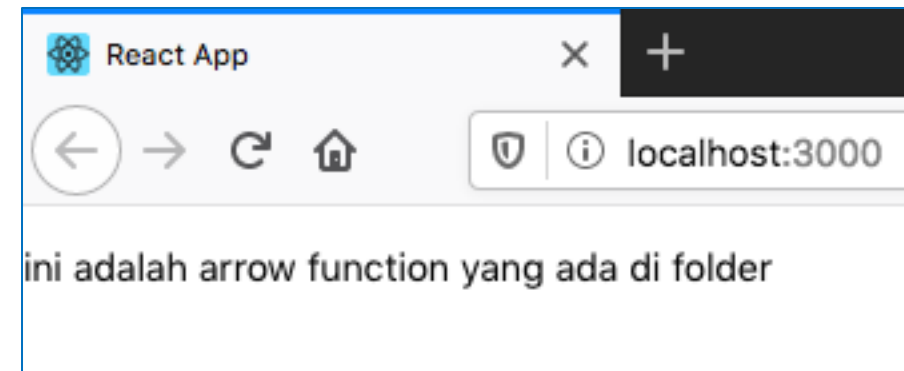 React App
localhost:3000
ini adalah arrow function yang ada di folder